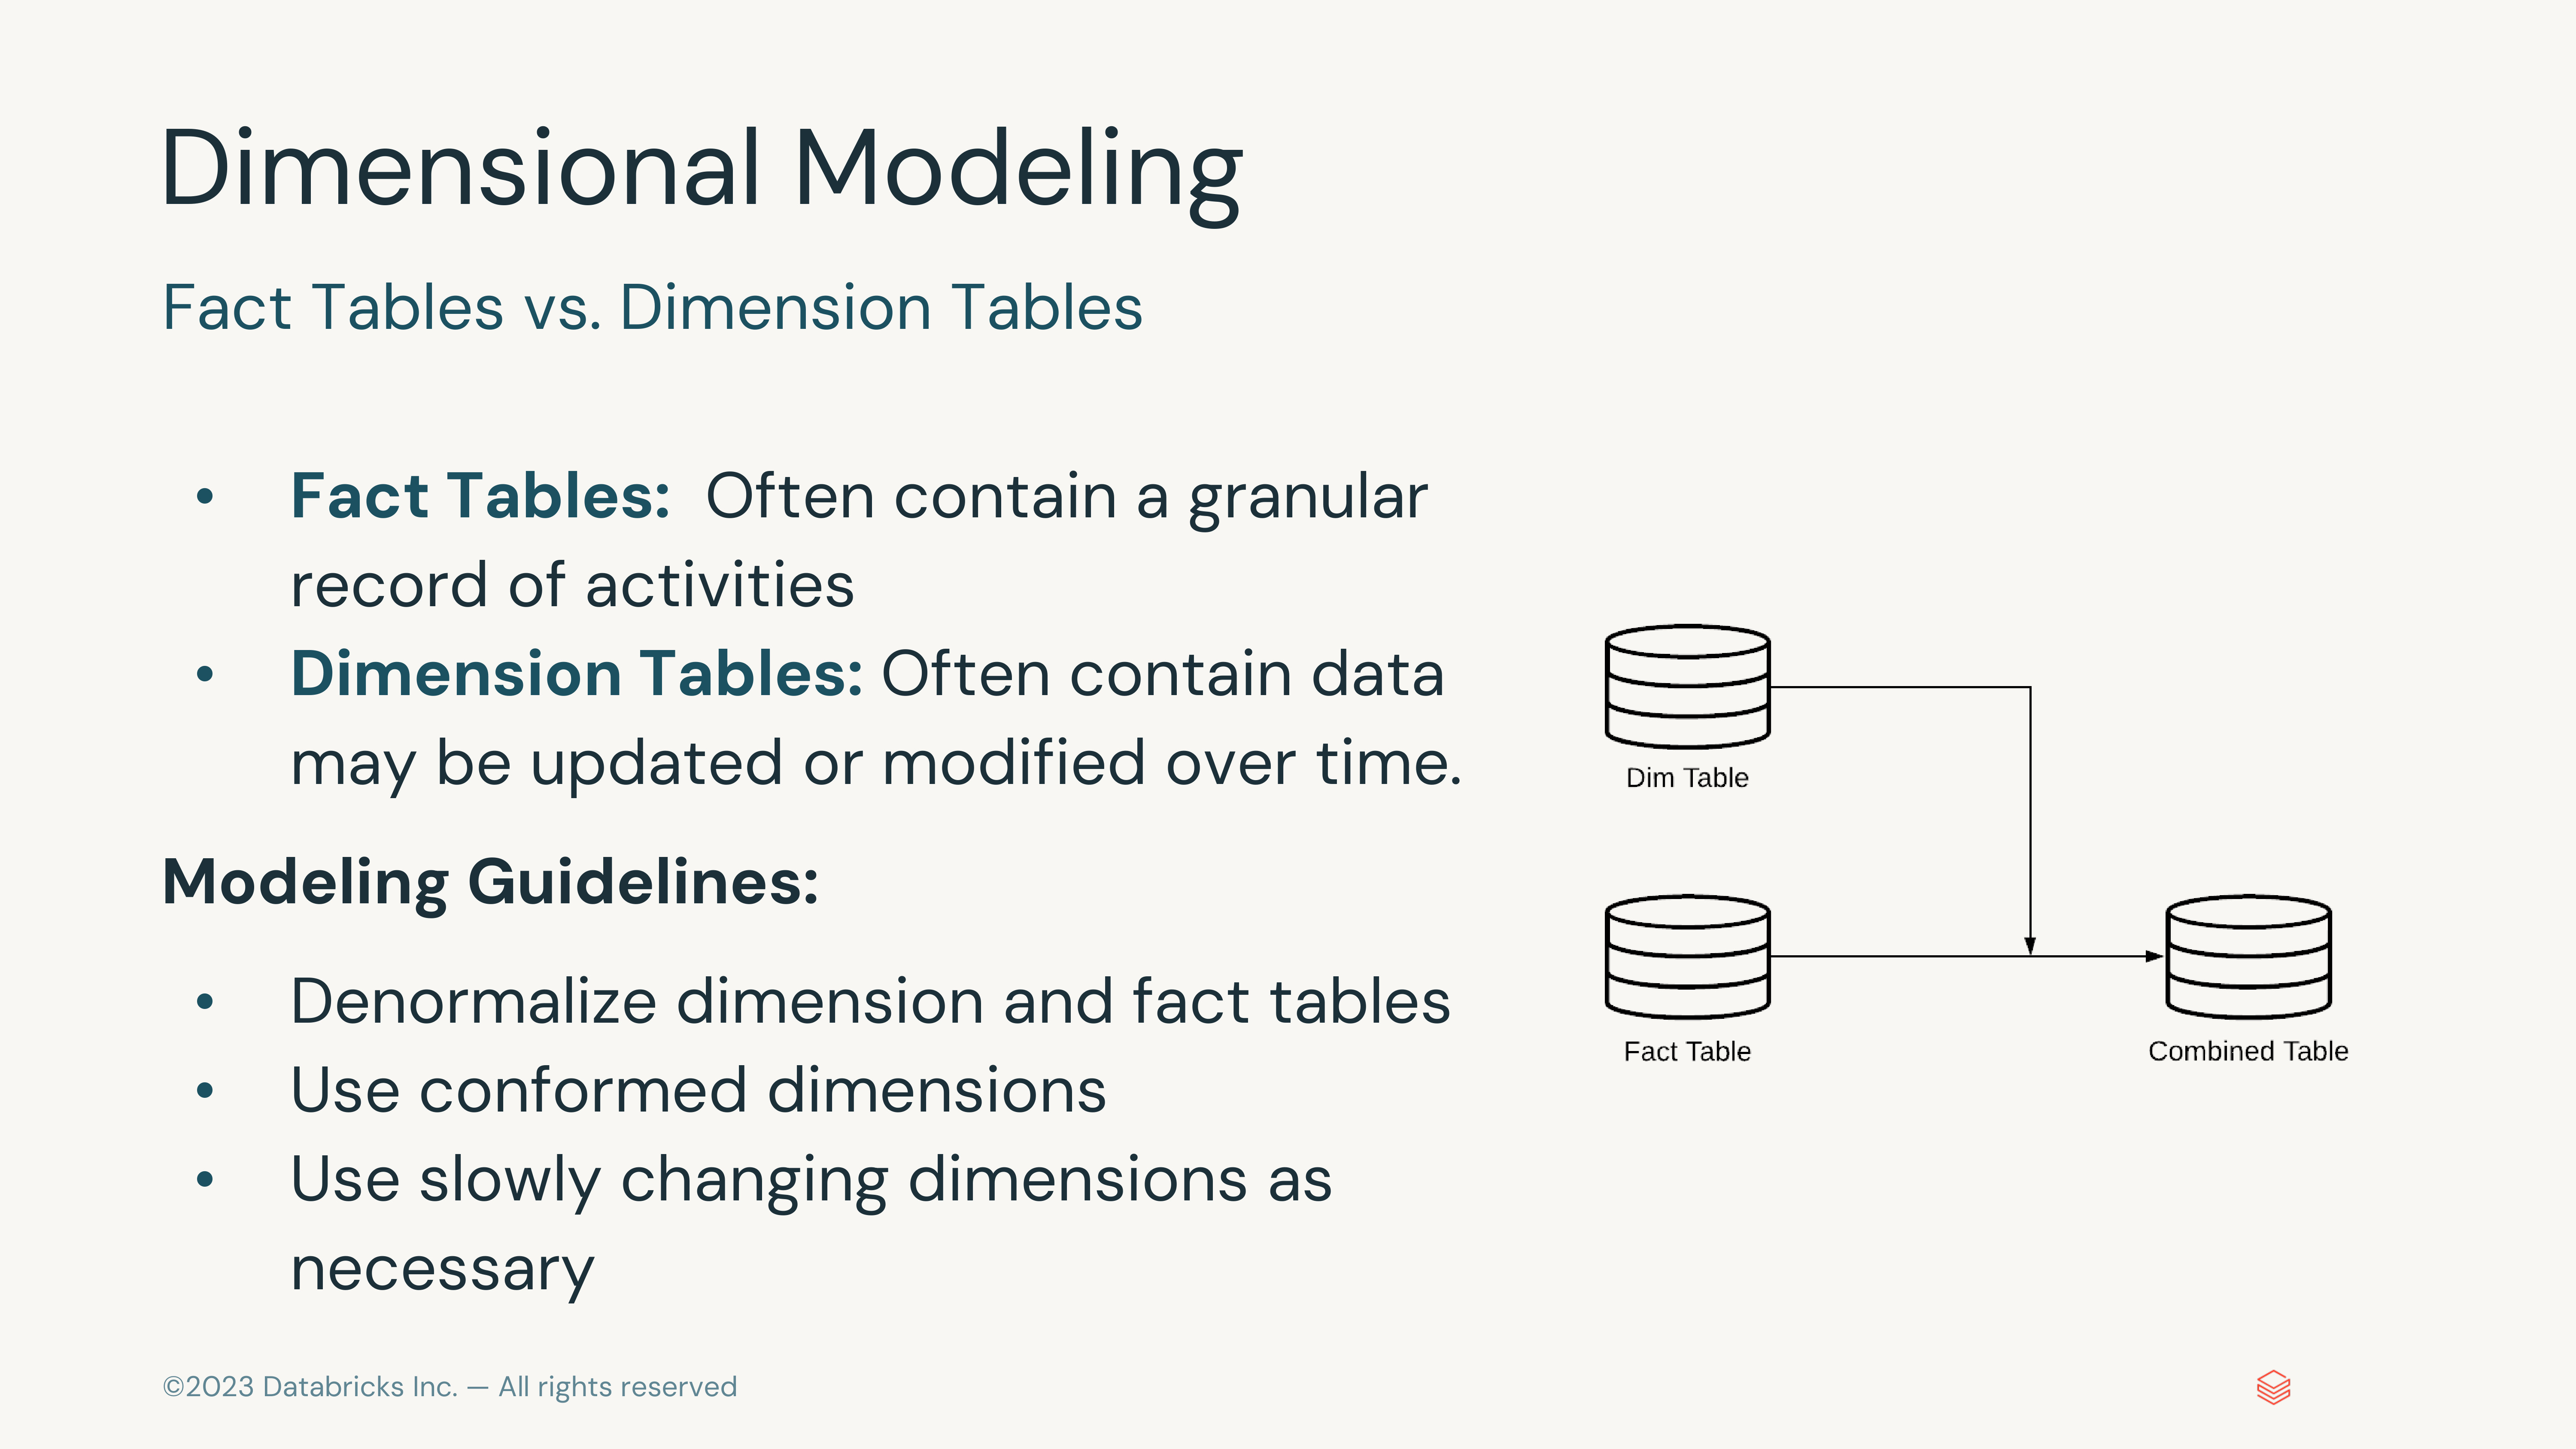 Dimensional Modeling
Fact Tables vs. Dimension Tables
• Fact Tables:  Often contain a granular
record of activities
• Dimension Tables: Often contain data
may be updated or modified over time.
Modeling Guidelines:
• Denormalize dimension and fact tables
• Use conformed dimensions
• Use slowly changing dimensions as
necessary
Dim Table
Fact Table
Combined Table
©2023 Databricks Inc. — All rights reserved